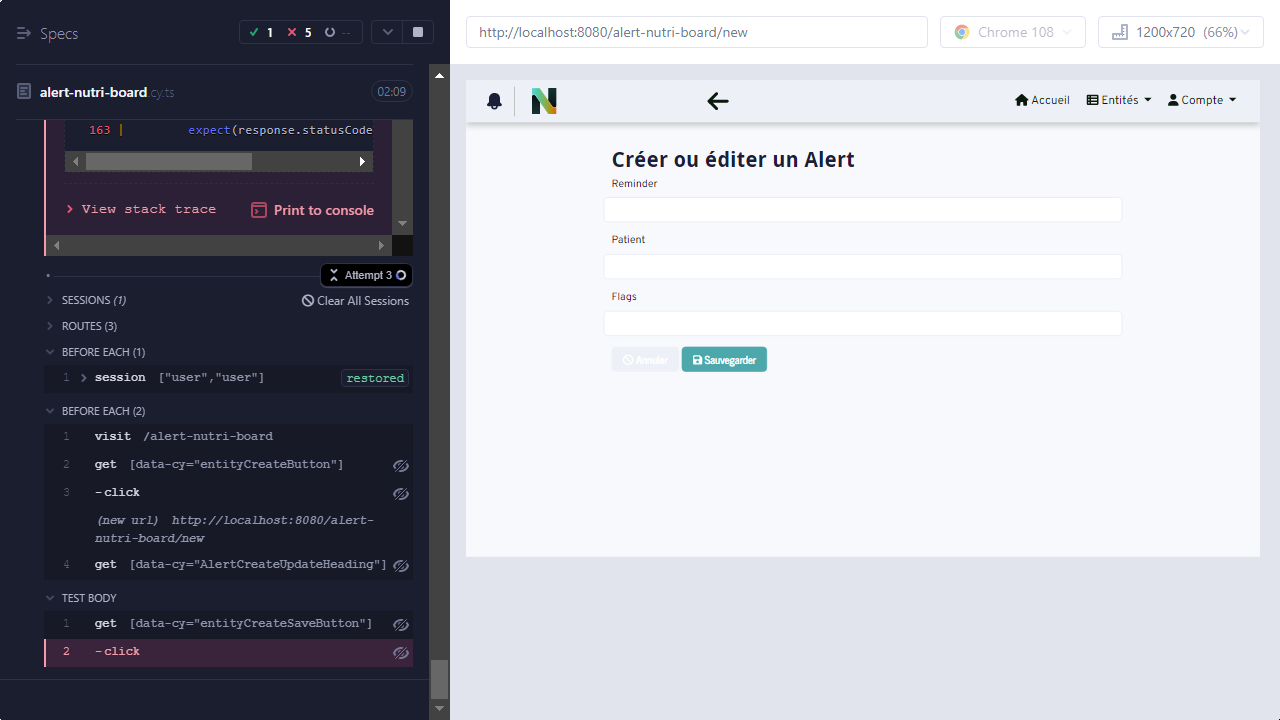 Specs
1
5
--
alert-nutri-board.cy.ts
02:09
163 | expect(response.statusCode
> View stack trace
Print to console
Attempt 3
SESSIONS (1)
Clear All Sessions
ROUTES (3)
BEFORE EACH (1)
1 session ["user","user"] restored
BEFORE EACH (2)
1 visit /alert-nutri-board
2 get [data-cy="entityCreateButton"]
3 -click
(new url) http://localhost:8080/alert-
nutri-board/new
4 get [data-cy="AlertCreateUpdateHeading"]
TEST BODY
1 get [data-cy="entityCreateSaveButton"]
2 -click
http://localhost:8080/alert-nutri-board/new
Chrome 108
1200x720 (66%)
N
Accueil
Entités
Compte
Créer ou éditer un Alert
Reminder
Patient
Flags
Annuler
Sauvegarder